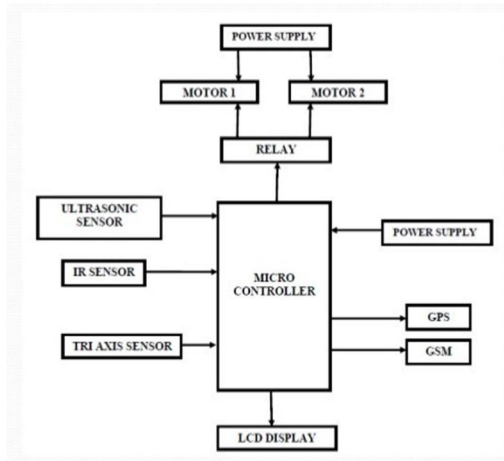 POWER SUPPLY
MOTOR 1
MOTOR 2
RELAY
ULTRASONIC
SENSOR
POWER SUPPLY
IR SENSOR
MICRO
CONTROLLER
GPS
TRI AXIS SENSOR
GSM
LCD DISPLAY